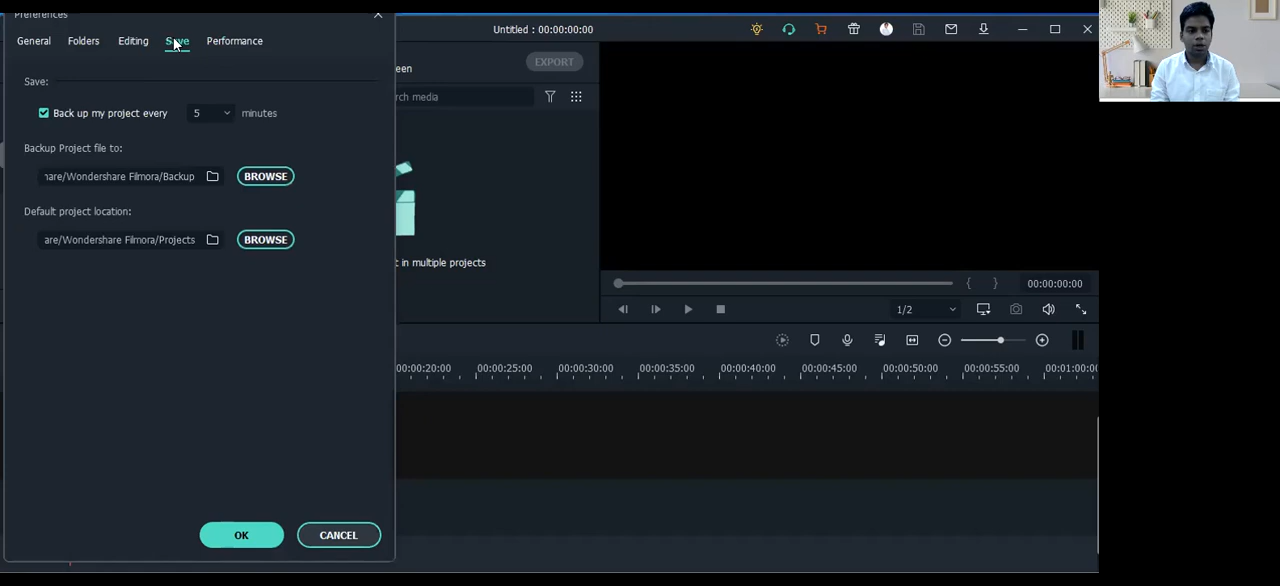 Preferences
General Folders Editing Save Performance
Save:
Back up my project every 5 minutes
Backup Project file to:
hare/Wondershare Filmora/Backup BROWSE
Default project location:
are/Wondershare Filmora/Projects BROWSE
OK CANCEL
Untitled : 00:00:00:00
een EXPORT
rch media
t in multiple projects
{ } 00:00:00:00
1/2
00:00:20:00 00:00:25:00 00:00:30:00 00:00:35:00 00:00:40:00 00:00:45:00 00:00:50:00 00:00:55:00 00:01:00:0